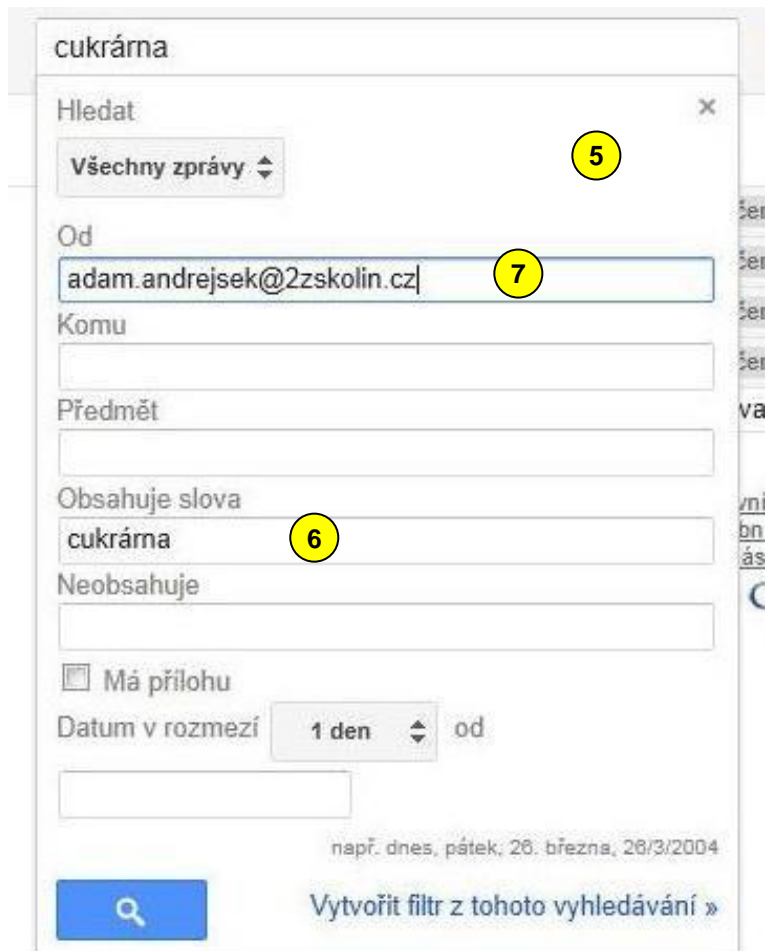 cukrárna
Hledat ×
Všechny zprávy 5
Od
adam.andrejsek@2zskolin.cz 7
Komu
Předmět
Obsahuje slova
cukrárna 6
Neobsahuje
Má přílohu
Datum v rozmezí 1 den od
např. dnes, pátek, 26. března, 26/3/2004
Vytvořit filtr z tohoto vyhledávání »